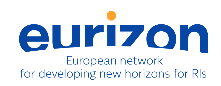 eurizon
European network
for developing new horizons for RIs